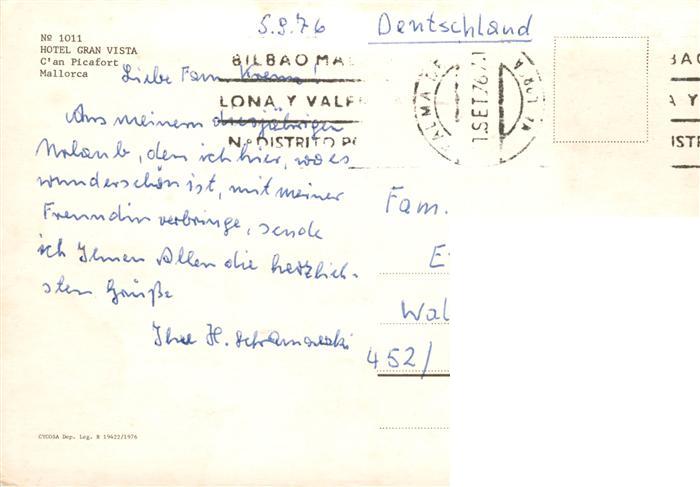 Nº 1011
HOTEL GRAN VISTA
C'an Picafort
Mallorca
5.9.76 Deutschland
BILBAO MA
LONA Y VALE
Nº DISTRITO PO
1.SET.76
Liebe Fam.
Aus meinem diesjährigen
Urlaub, den ich hier, wo es
wunderschön ist, mit meiner
Freundin verbringe, sende
ich Ihnen Allen die herzlich-
sten Grüße
Ihre H.
Fam.
E
Wal
452/
CYCOSA Dep. Leg. B 19422/1976